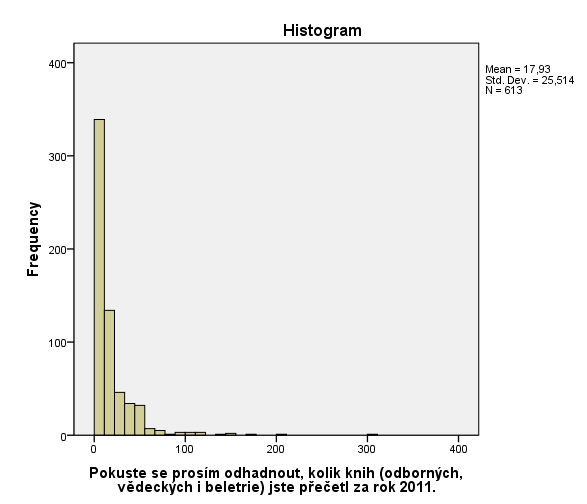 Histogram
Mean = 17,93
Std. Dev. = 25,514
N = 613
400
300
200
100
0
Frequency
0 100 200 300 400
Pokuste se prosím odhadnout, kolik knih (odborných,
vědeckých i beletrie) jste přečetl za rok 2011.